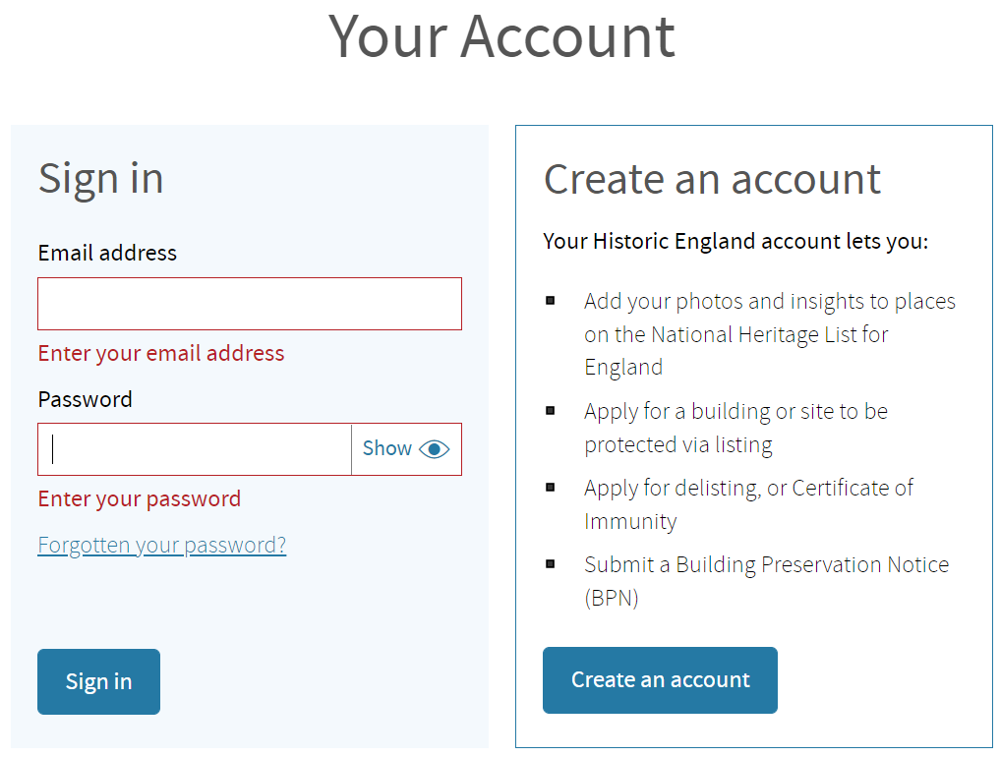 Your Account
Sign in
Email address
Enter your email address
Password
Show
Enter your password
Forgotten your password?
Sign in
Create an account
Your Historic England account lets you:
Add your photos and insights to places
on the National Heritage List for
England
Apply for a building or site to be
protected via listing
Apply for delisting, or Certificate of
Immunity
Submit a Building Preservation Notice
(BPN)
Create an account